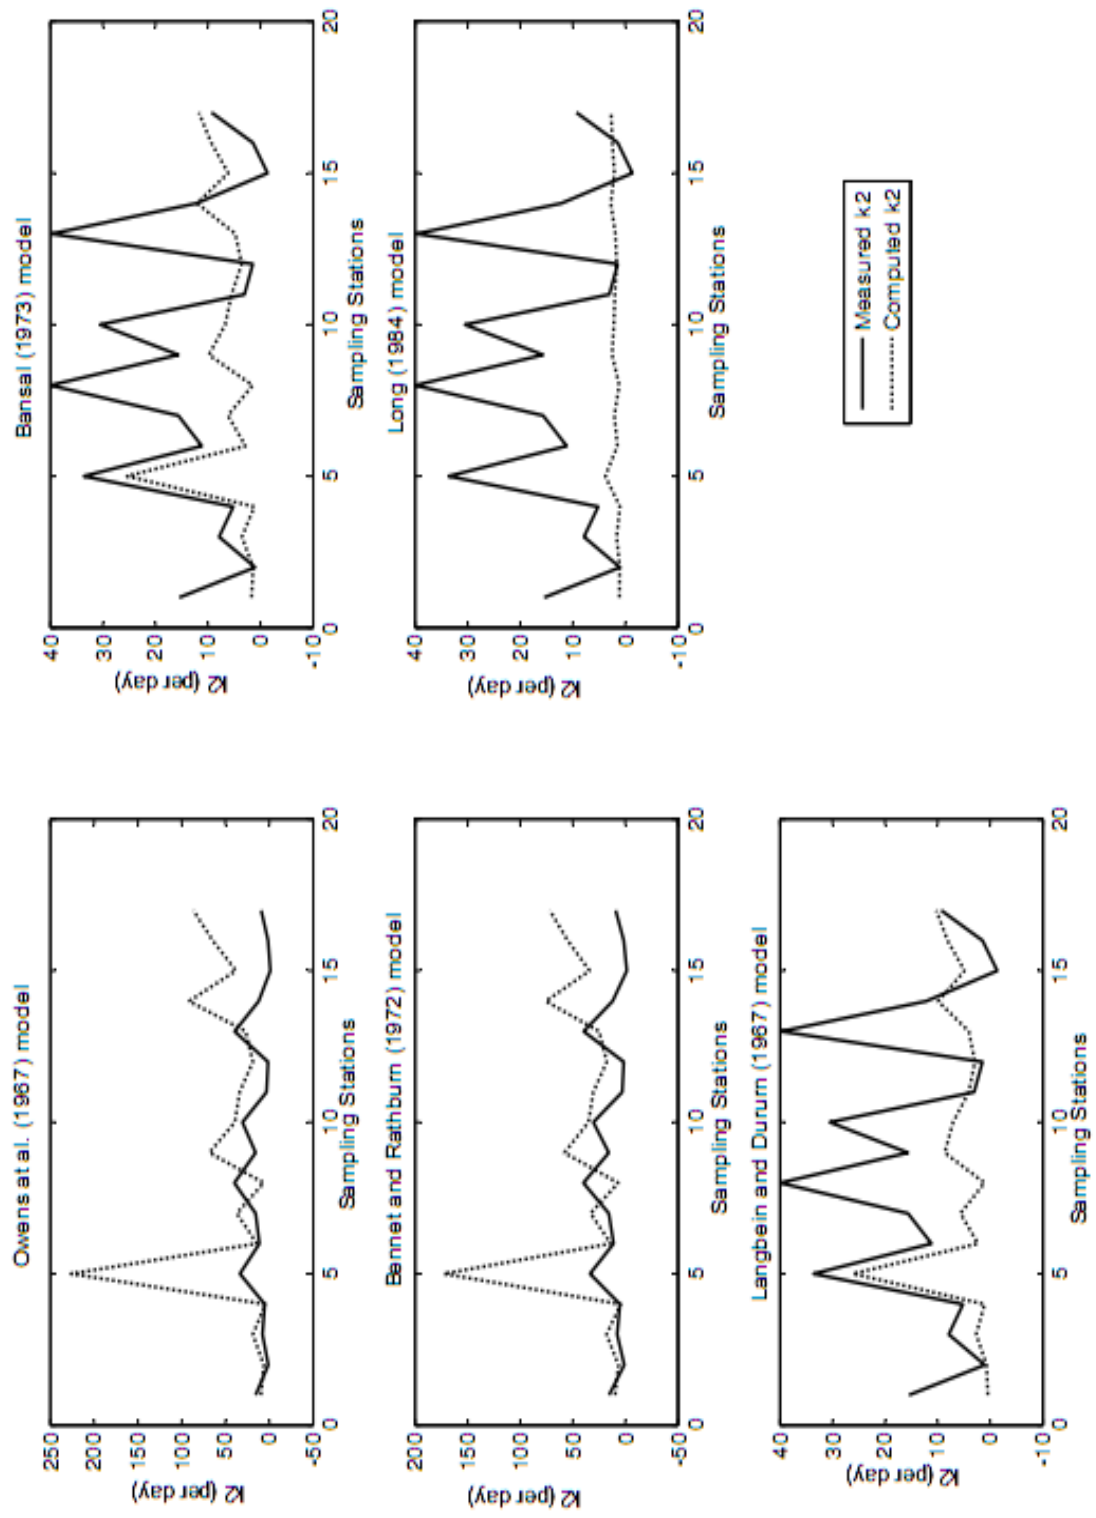 Owens at al. (1967) model
250
200
150
100
50
0
-50
K2 (per day)
0 5 10 15 20
Sampling Stations
Bansal (1973) model
40
30
20
10
0
-10
K2 (per day)
0 5 10 15 20
Sampling Stations
Bennet and Rathburn (1972) model
200
150
100
50
0
-50
K2 (per day)
0 5 10 15 20
Sampling Stations
Long (1984) model
40
30
20
10
0
-10
K2 (per day)
0 5 10 15 20
Sampling Stations
Langbein and Durum (1967) model
40
30
20
10
0
-10
K2 (per day)
0 5 10 15 20
Sampling Stations
Measured k2
Computed k2